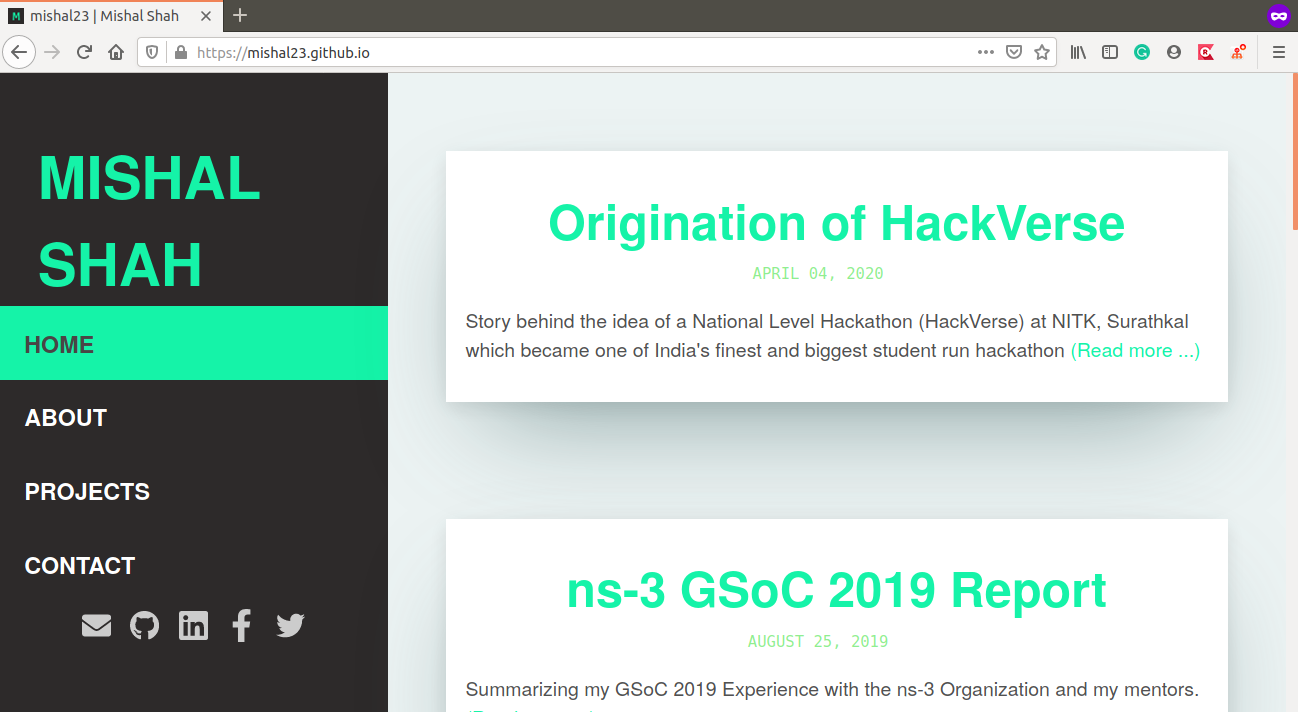 M mishal23 | Mishal Shah
https://mishal23.github.io
MISHAL
SHAH
HOME
ABOUT
PROJECTS
CONTACT
Origination of HackVerse
APRIL 04, 2020
Story behind the idea of a National Level Hackathon (HackVerse) at NITK, Surathkal
which became one of India's finest and biggest student run hackathon (Read more ...)
ns-3 GSoC 2019 Report
AUGUST 25, 2019
Summarizing my GSoC 2019 Experience with the ns-3 Organization and my mentors.